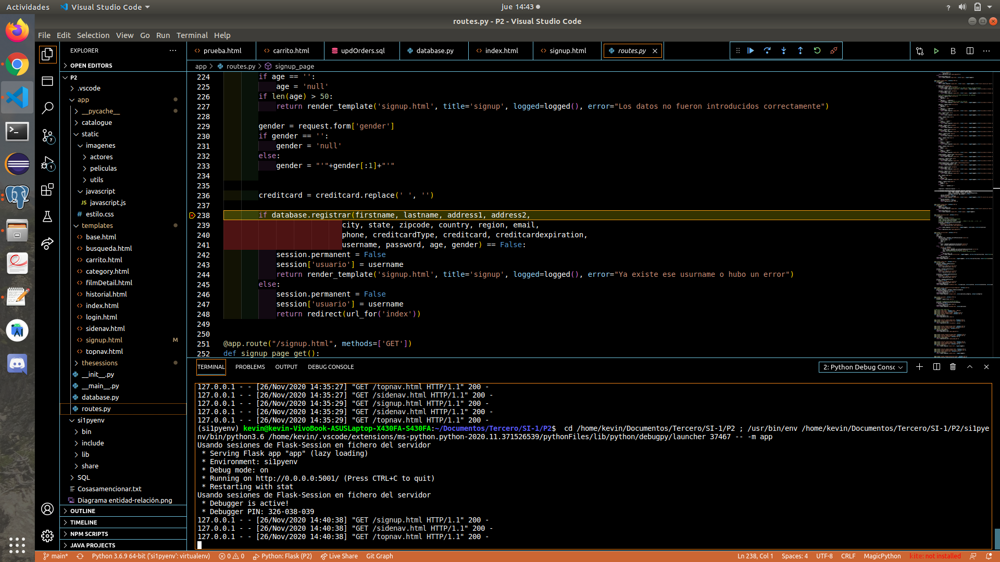 Actividades
Visual Studio Code
jue 14:43
routes.py - P2 - Visual Studio Code
File Edit Selection View Go Run Terminal Help
EXPLORER
OPEN EDITORS
P2
.vscode
app
__pycache__
catalogue
static
imagenes
actores
peliculas
utils
javascript
JS javascript.js
# estilo.css
templates
base.html
busqueda.html
carrito.html
category.html
filmDetail.html
historial.html
index.html
login.html
sidenav.html
signup.html M
topnav.html
thesessions
__init__.py
__main__.py
database.py
routes.py
si1pyenv
bin
include
lib
share
SQL
Cosasamencionar.txt
Diagrama entidad-relación.png
OUTLINE
TIMELINE
NPM SCRIPTS
JAVA PROJECTS
7
1
prueba.html carrito.html updOrders.sql database.py index.html signup.html routes.py
app > routes.py > signup_page
224 if age == '':
225 age = 'null'
226 if len(age) > 50:
227 return render_template('signup.html', title='signup', logged=logged(), error="Los datos no fueron introducidos correctamente")
228
229 gender = request.form['gender']
230 if gender == '':
231 gender = 'null'
232 else:
233 gender = "'"+gender[:1]+"'"
234
235
236 creditcard = creditcard.replace(' ', '')
237
238 if database.registrar(firstname, lastname, address1, address2,
239 city, state, zipcode, country, region, email,
240 phone, creditcardType, creditcard, creditcardexpiration,
241 username, password, age, gender) == False:
242 session.permanent = False
243 session['usuario'] = username
244 return render_template('signup.html', title='signup', logged=logged(), error="Ya existe ese usurname o hubo un error")
245 else:
246 session.permanent = False
247 session['usuario'] = username
248 return redirect(url_for('index'))
249
250
251 @app.route("/signup.html", methods=['GET'])
252 def signup_page_get():
TERMINAL PROBLEMS OUTPUT DEBUG CONSOLE
2: Python Debug Consc
127.0.0.1 - - [26/Nov/2020 14:35:27] "GET /topnav.html HTTP/1.1" 200 -
127.0.0.1 - - [26/Nov/2020 14:35:27] "GET /sidenav.html HTTP/1.1" 200 -
127.0.0.1 - - [26/Nov/2020 14:35:29] "GET /signup.html HTTP/1.1" 200 -
127.0.0.1 - - [26/Nov/2020 14:35:29] "GET /sidenav.html HTTP/1.1" 200 -
127.0.0.1 - - [26/Nov/2020 14:35:29] "GET /topnav.html HTTP/1.1" 200 -
(si1pyenv) kevin@kevin-VivoBook-ASUSLaptop-X430FA-S430FA:~/Documentos/Tercero/SI-1/P2$ cd /home/kevin/Documentos/Tercero/SI-1/P2 ; /usr/bin/env /home/kevin/Documentos/Tercero/SI-1/P2/si1pye
nv/bin/python3.6 /home/kevin/.vscode/extensions/ms-python.python-2020.11.371526539/pythonFiles/lib/python/debugpy/launcher 37467 -- -m app
Usando sesiones de Flask-Session en fichero del servidor
* Serving Flask app "app" (lazy loading)
* Environment: si1pyenv
* Debug mode: on
* Running on http://0.0.0.0:5001/ (Press CTRL+C to quit)
* Restarting with stat
Usando sesiones de Flask-Session en fichero del servidor
* Debugger is active!
* Debugger PIN: 326-038-039
127.0.0.1 - - [26/Nov/2020 14:40:38] "GET /signup.html HTTP/1.1" 200 -
127.0.0.1 - - [26/Nov/2020 14:40:38] "GET /sidenav.html HTTP/1.1" 200 -
127.0.0.1 - - [26/Nov/2020 14:40:38] "GET /topnav.html HTTP/1.1" 200 -
main* Python 3.6.9 64-bit ('si1pyenv': virtualenv) 0 0 Python: Flask (P2) Live Share Git Graph Ln 238, Col 1 Spaces: 4 UTF-8 CRLF MagicPython kite: not installed